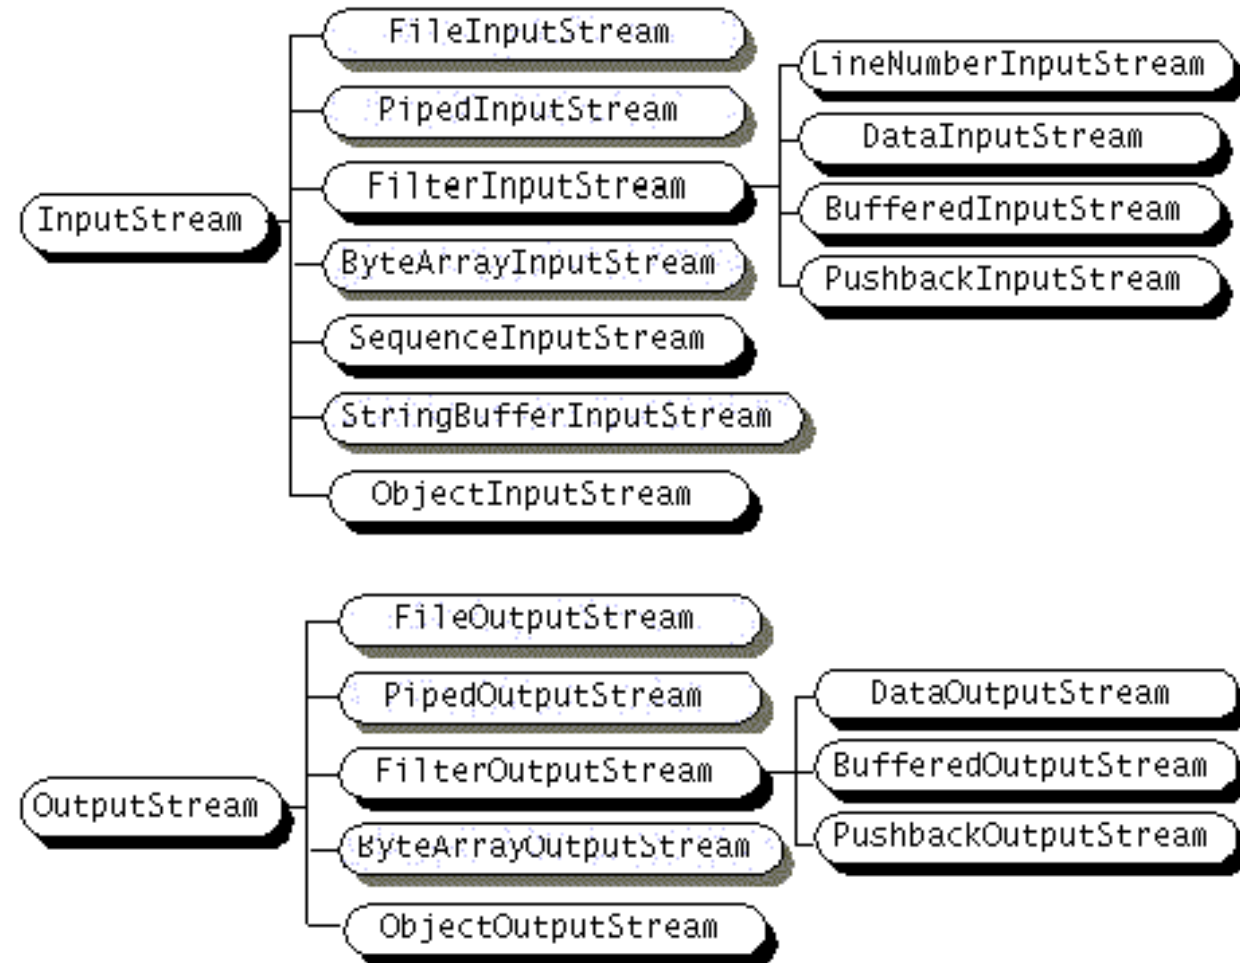 FileInputStream
LineNumberInputStream
PipedInputStream
DataInputStream
FilterInputStream
BufferedInputStream
InputStream
ByteArrayInputStream
PushbackInputStream
SequenceInputStream
StringBufferInputStream
ObjectInputStream
FileOutputStream
PipedOutputStream
DataOutputStream
FilterOutputStream
BufferedOutputStream
OutputStream
ByteArrayOutputStream
PushbackOutputStream
ObjectOutputStream